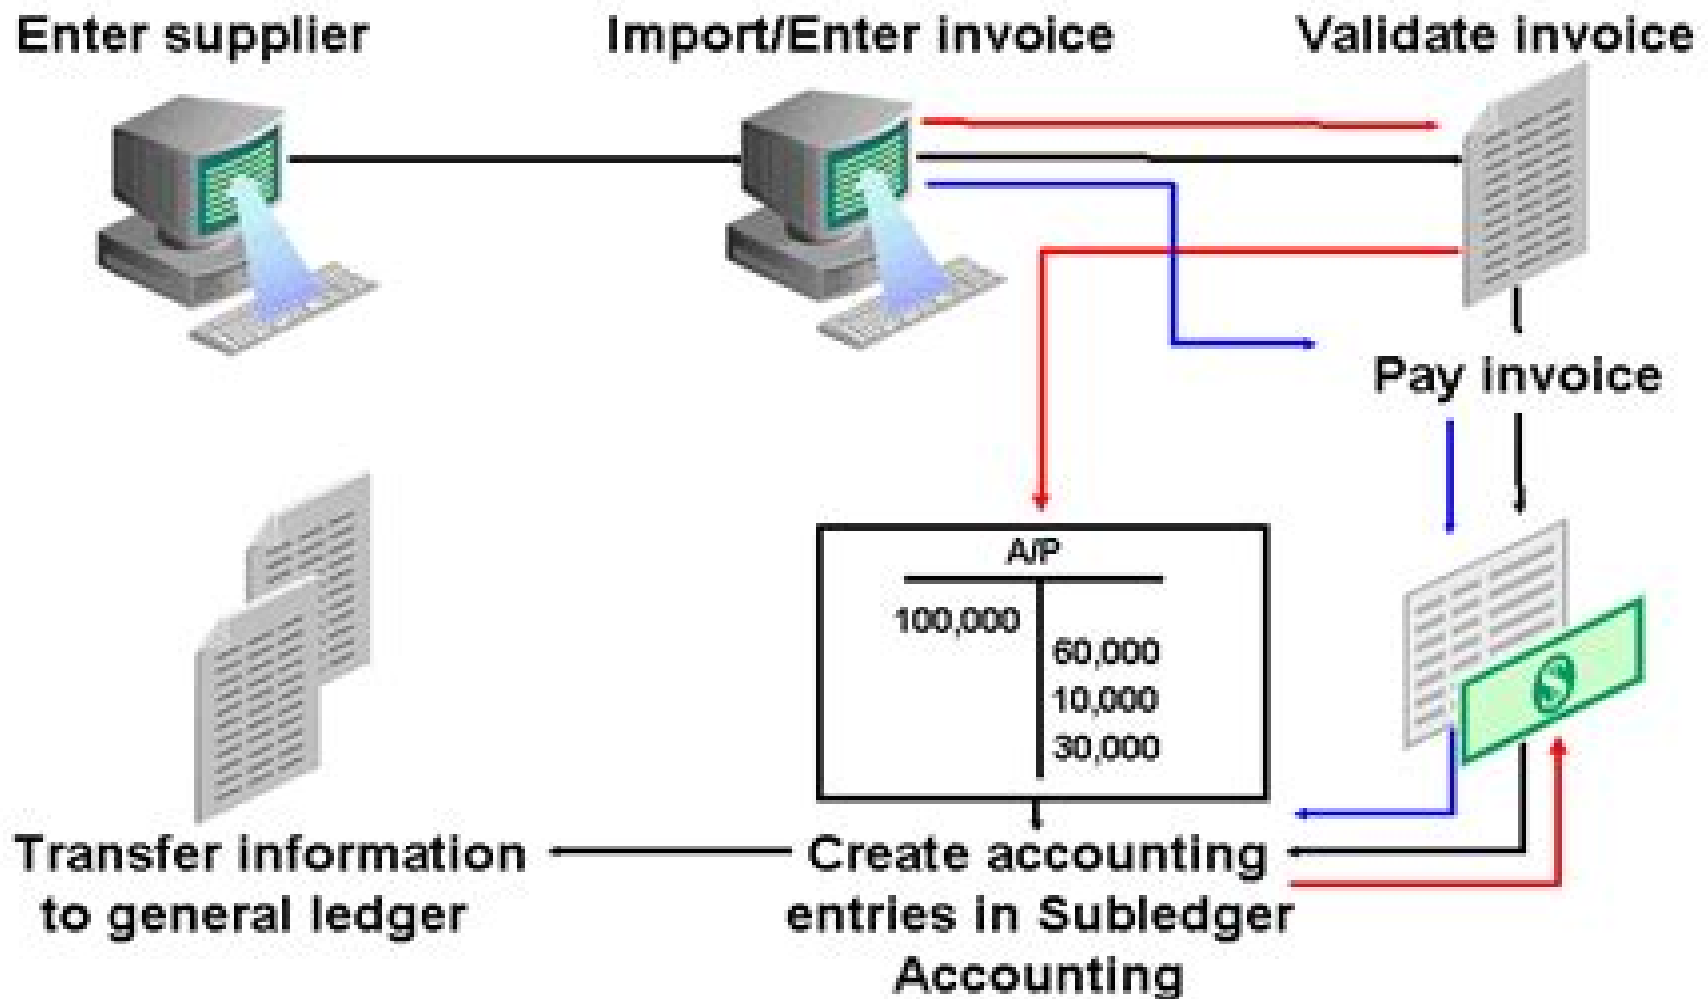 Enter supplier
Import/Enter invoice
Validate invoice
Pay invoice
A/P
100,000
60,000
10,000
30,000
$
Transfer information
to general ledger
Create accounting
entries in Subledger
Accounting